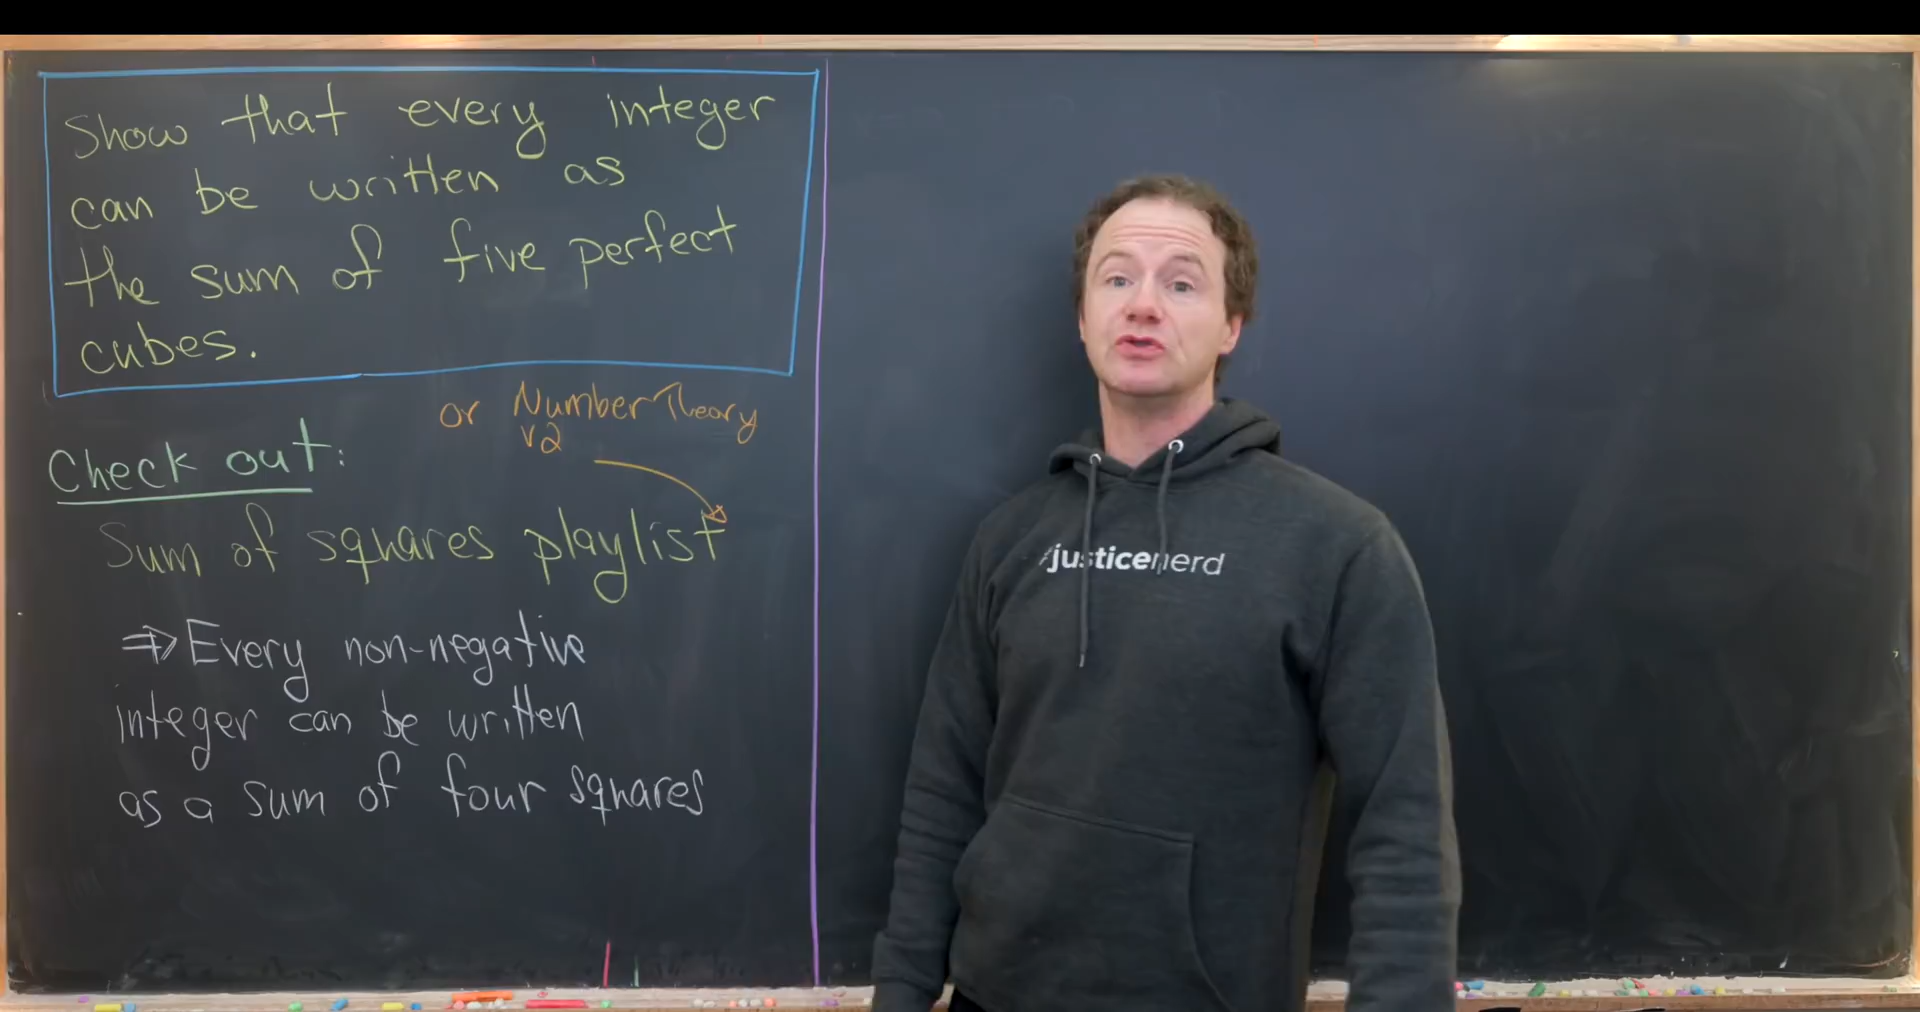 Show that every integer
can be written as
the sum of five perfect
cubes.
or Number Theory
v2
Check out:
Sum of squares playlist
⇒ Every non-negative
integer can be written
as a sum of four squares
#justicenerd